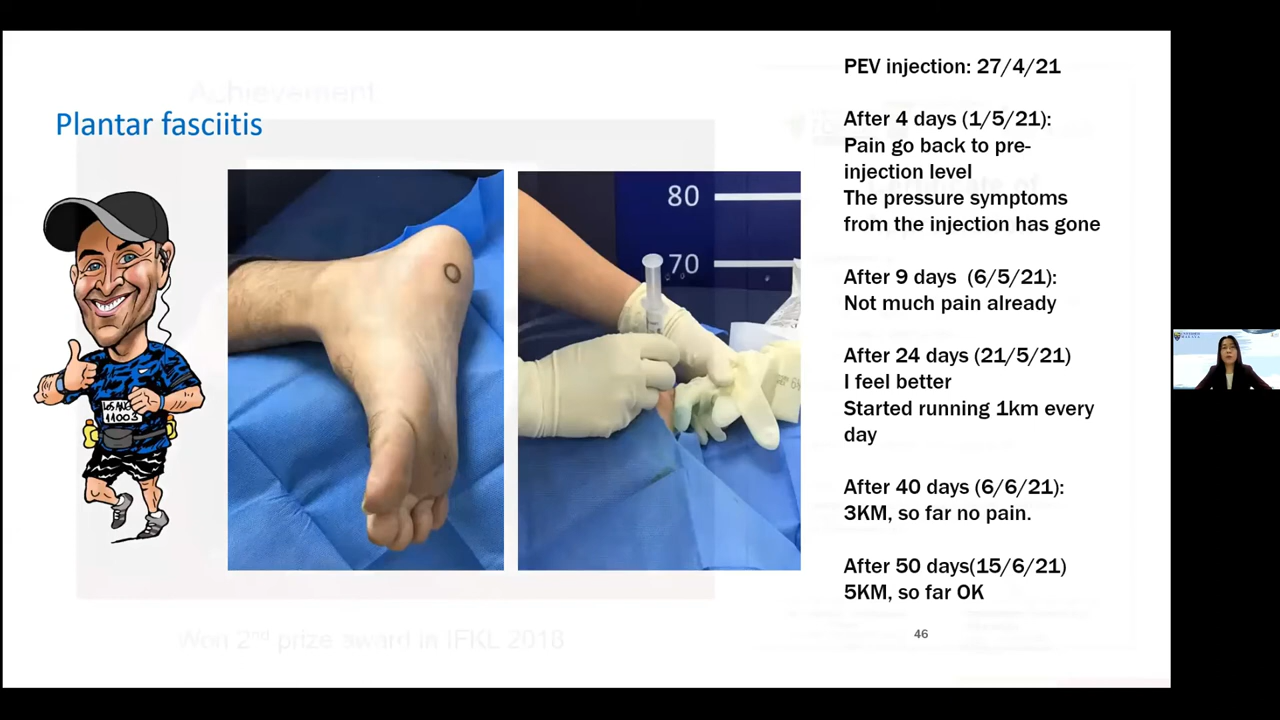 Achievement
Plantar fasciitis
80
70
LOS ANG
11003
PEV injection: 27/4/21
After 4 days (1/5/21):
Pain go back to pre-
injection level
The pressure symptoms
from the injection has gone
After 9 days (6/5/21):
Not much pain already
After 24 days (21/5/21)
I feel better
Started running 1km every
day
After 40 days (6/6/21):
3KM, so far no pain.
After 50 days(15/6/21)
5KM, so far OK
46
Won 2nd prize award in IFKL 2018